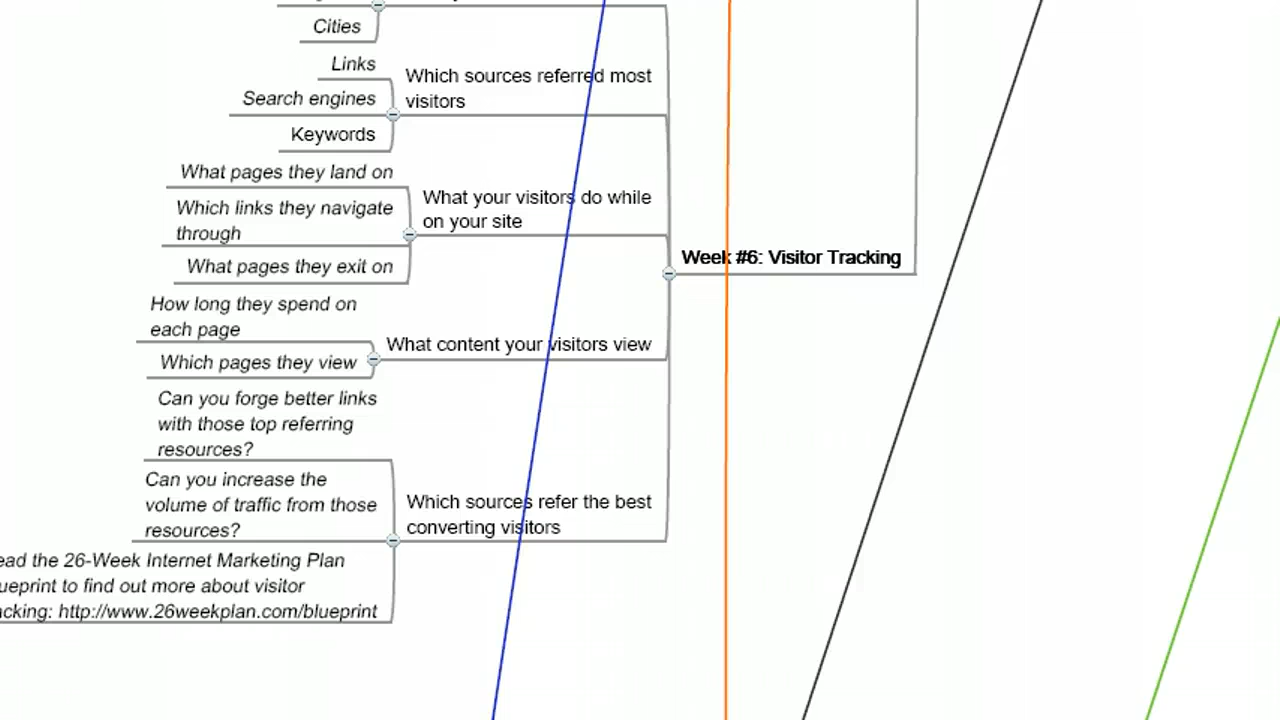 Cities
Links
Search engines
Keywords
Which sources referred most
visitors
What pages they land on
Which links they navigate
through
What pages they exit on
What your visitors do while
on your site
How long they spend on
each page
Which pages they view
What content your visitors view
Can you forge better links
with those top referring
resources?
Can you increase the
volume of traffic from those
resources?
ead the 26-Week Internet Marketing Plan
ueprint to find out more about visitor
acking: http://www.26weekplan.com/blueprint
Which sources refer the best
converting visitors
Week #6: Visitor Tracking